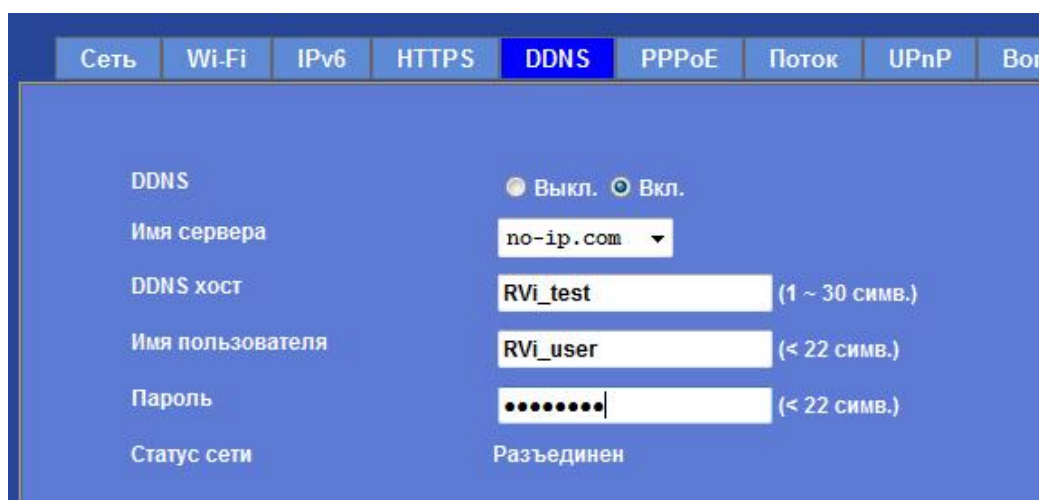 Сеть Wi-Fi IPv6 HTTPS DDNS PPPoE Поток UPnP
DDNS Выкл. Вкл.
Имя сервера no-ip.com
DDNS хост RVi_test (1 ~ 30 симв.)
Имя пользователя RVi_user (< 22 симв.)
Пароль •••••••• (< 22 симв.)
Статус сети Разъединен